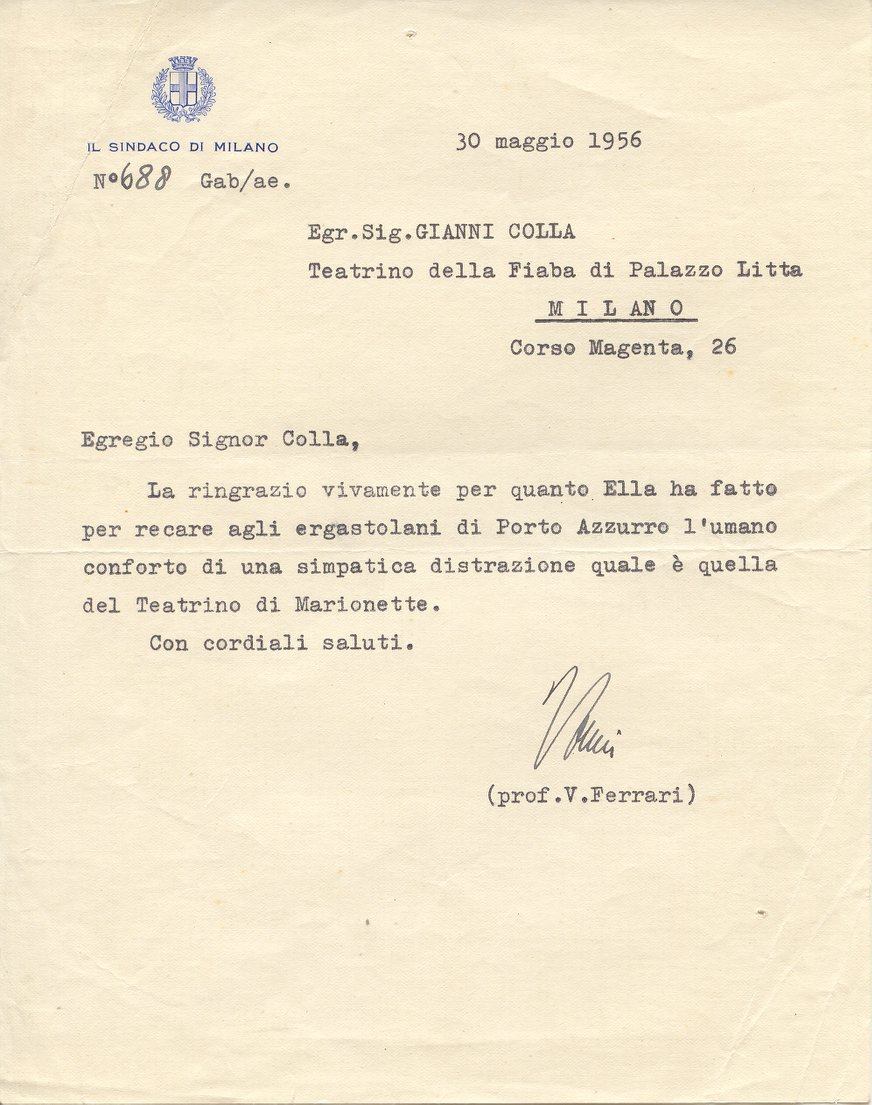 IL SINDACO DI MILANO
30 maggio 1956
N° 688 Gab/ae.
Egr.Sig.GIANNI COLLA
Teatrino della Fiaba di Palazzo Litta
M I L AN O
Corso Magenta, 26
Egregio Signor Colla,
La ringrazio vivamente per quanto Ella ha fatto
per recare agli ergastolani di Porto Azzurro l'umano
conforto di una simpatica distrazione quale è quella
del Teatrino di Marionette.
Con cordiali saluti.
(prof.V.Ferrari)